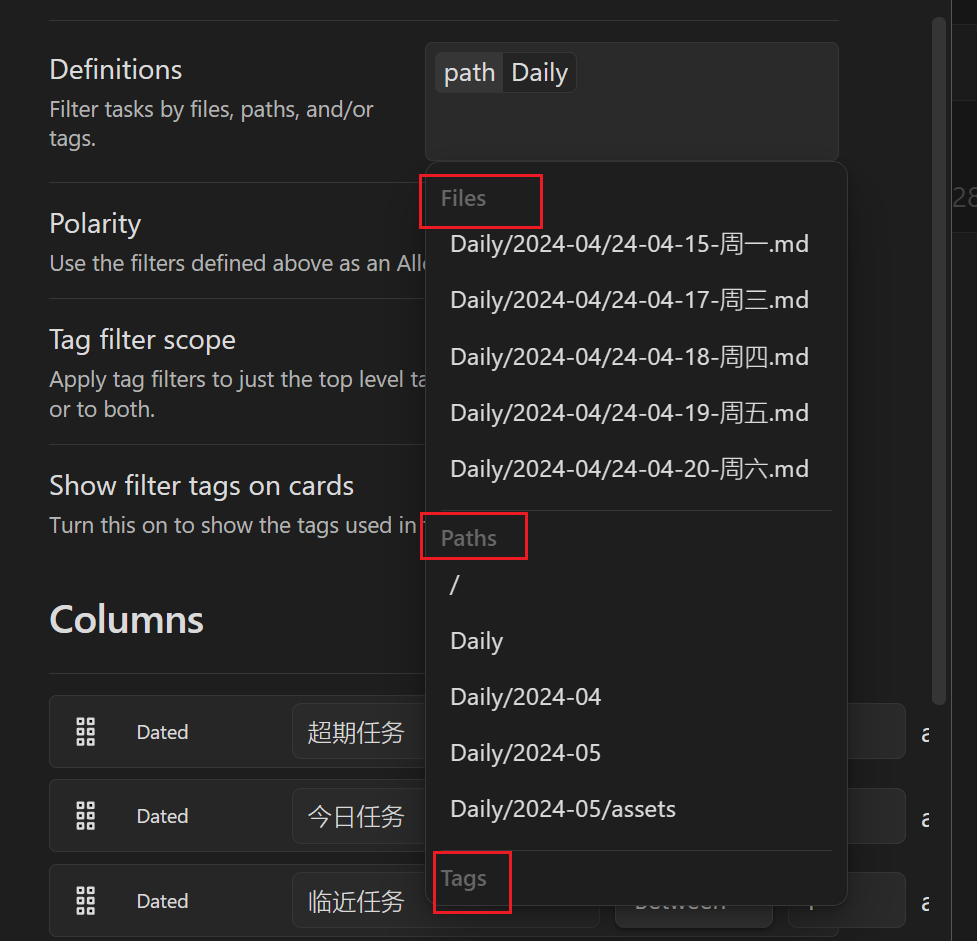 Definitions
Filter tasks by files, paths, and/or
tags.
path Daily
Files
Daily/2024-04/24-04-15-周一.md
Daily/2024-04/24-04-17-周三.md
Daily/2024-04/24-04-18-周四.md
Daily/2024-04/24-04-19-周五.md
Daily/2024-04/24-04-20-周六.md
Paths
/
Daily
Daily/2024-04
Daily/2024-05
Daily/2024-05/assets
Tags
Polarity
Use the filters defined above as an
Tag filter scope
Apply tag filters to just the top level
or to both.
Show filter tags on cards
Turn this on to show the tags used in
Columns
Dated 超期任务
Dated 今日任务
Dated 临近任务
28